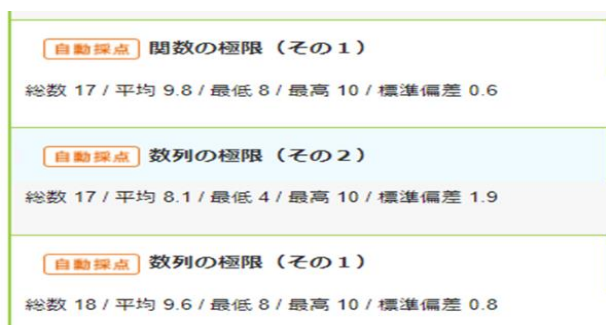 自動採点 関数の極限（その１）
総数 17 / 平均 9.8 / 最低 8 / 最高 10 / 標準偏差 0.6
自動採点 数列の極限（その２）
総数 17 / 平均 8.1 / 最低 4 / 最高 10 / 標準偏差 1.9
自動採点 数列の極限（その１）
総数 18 / 平均 9.6 / 最低 8 / 最高 10 / 標準偏差 0.8